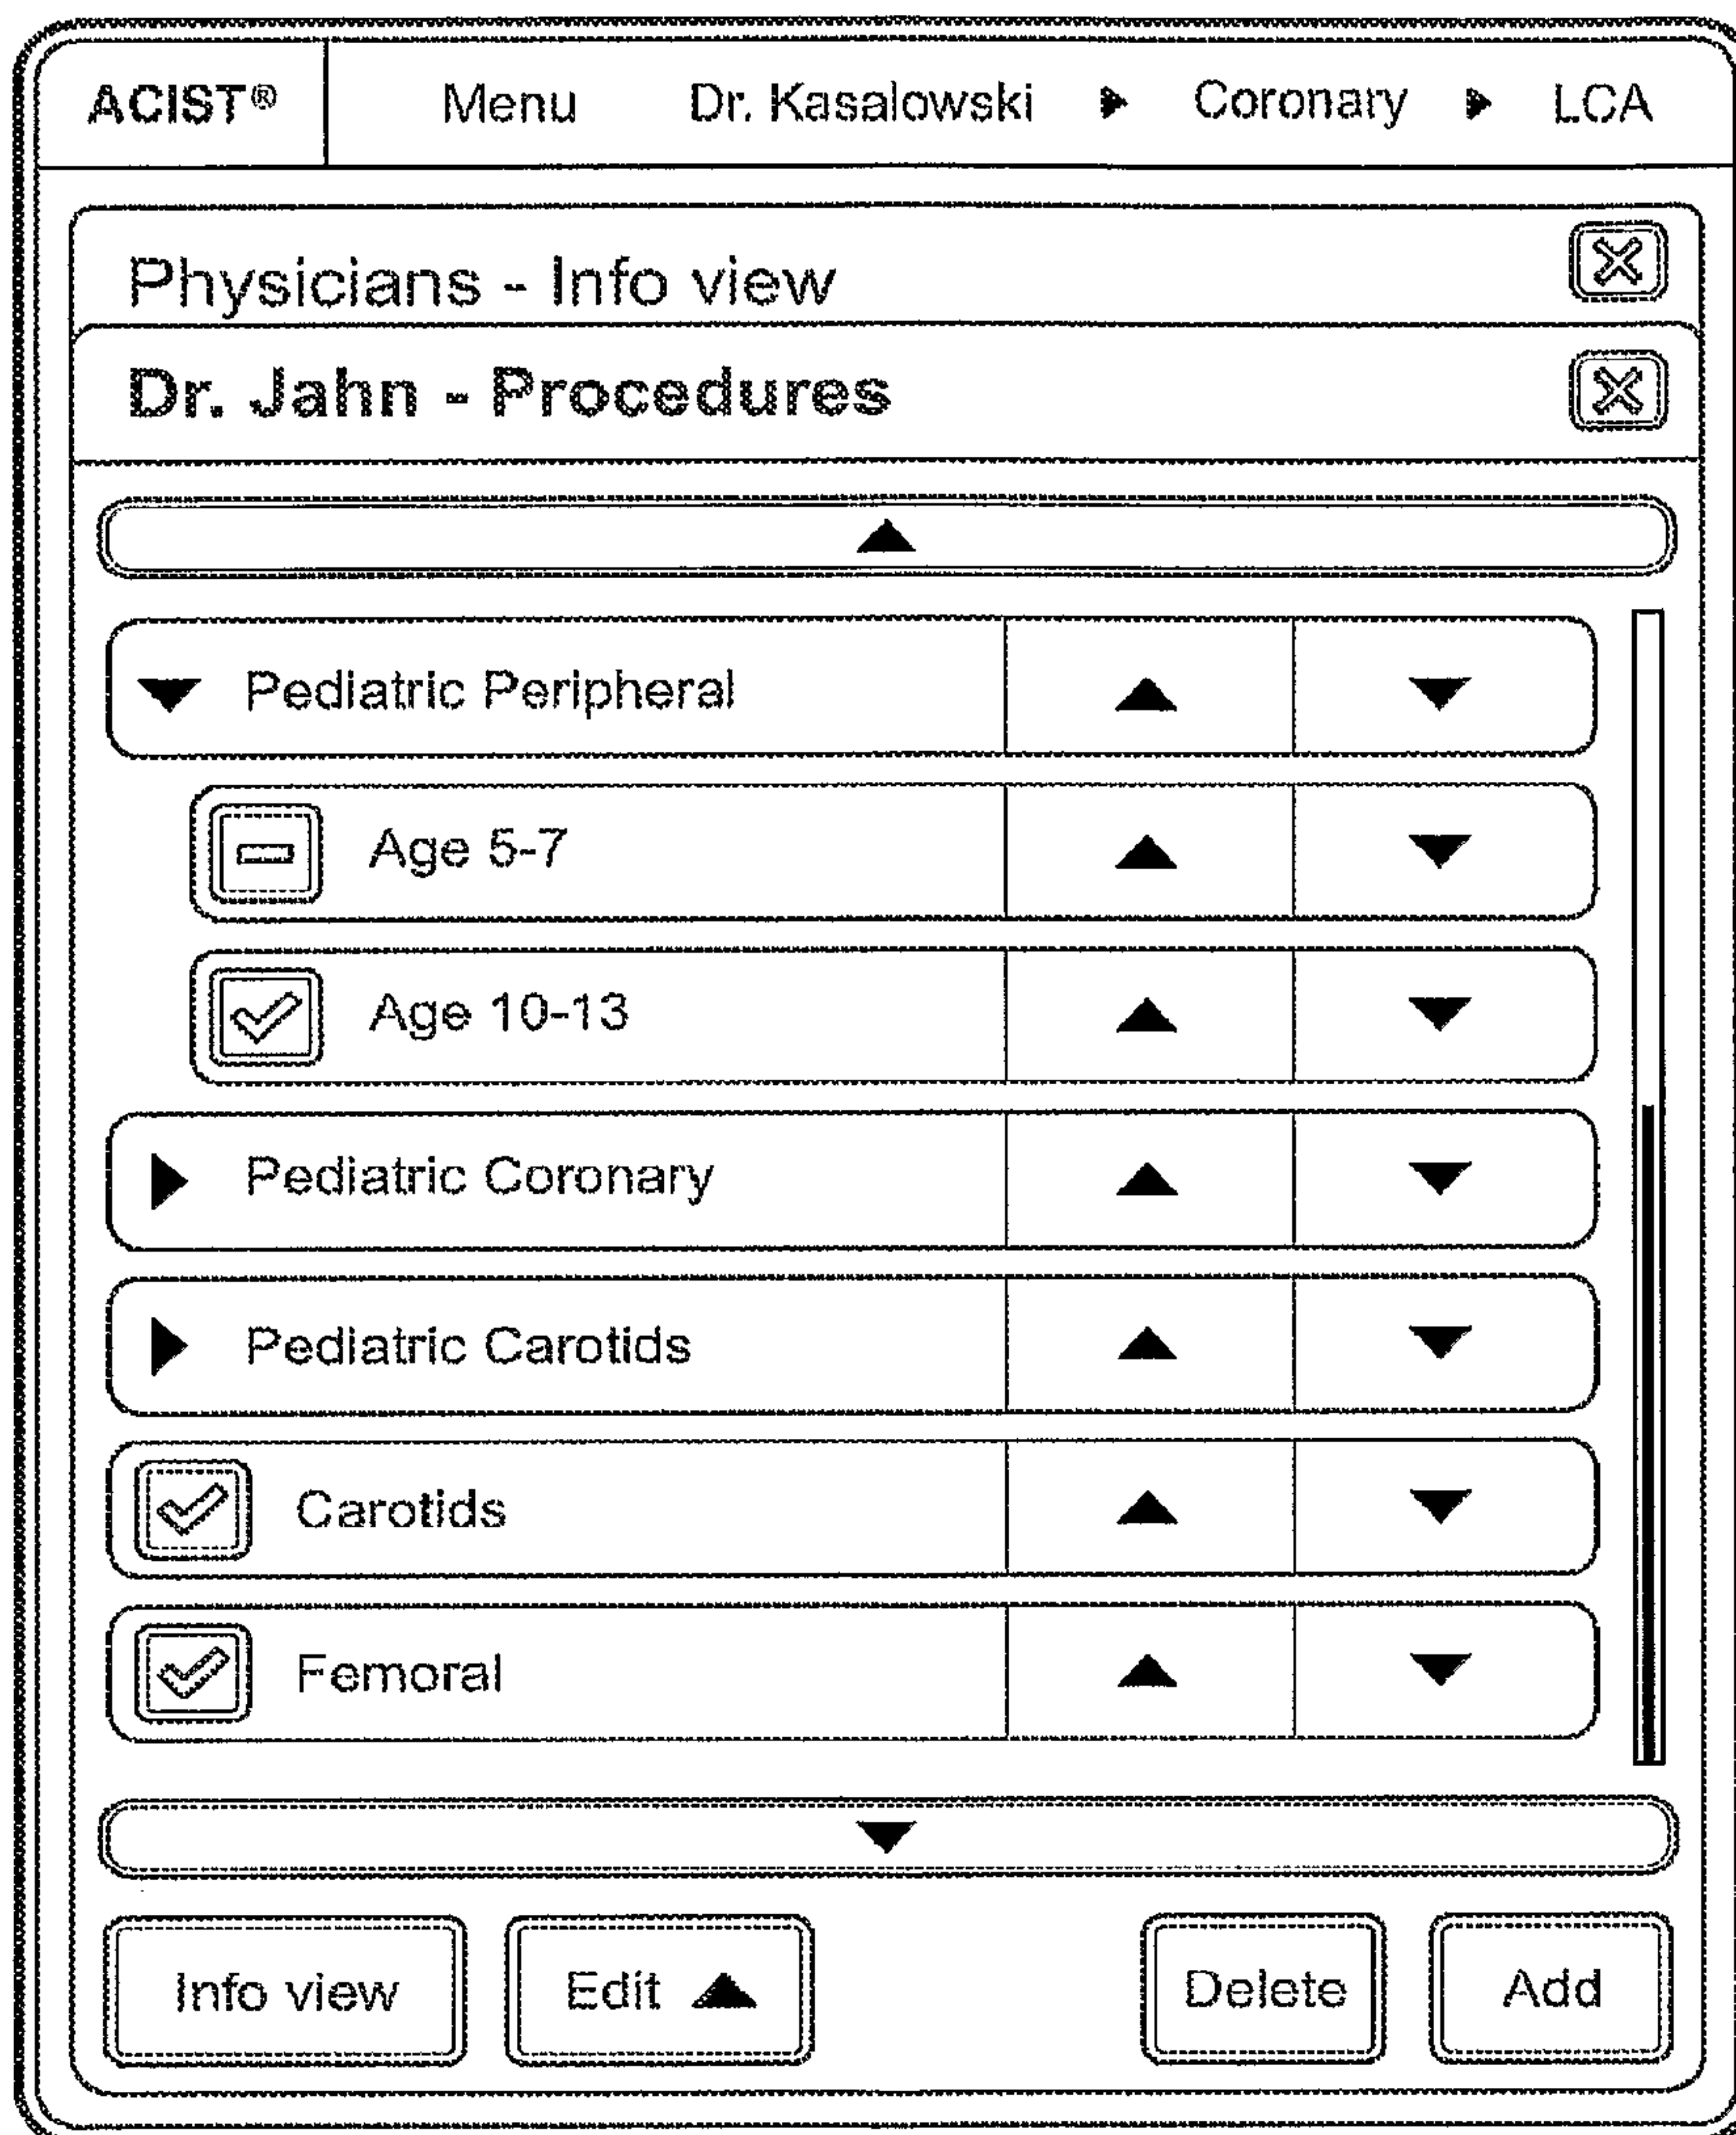 ACIST® Menu Dr. Kasalowski ▸ Coronary ▸ LCA
Physicians - Info view
Dr. Jahn - Procedures
Pediatric Peripheral
Age 5-7
Age 10-13
Pediatric Coronary
Pediatric Carotids
Carotids
Femoral
Info view Edit ▲ Delete Add